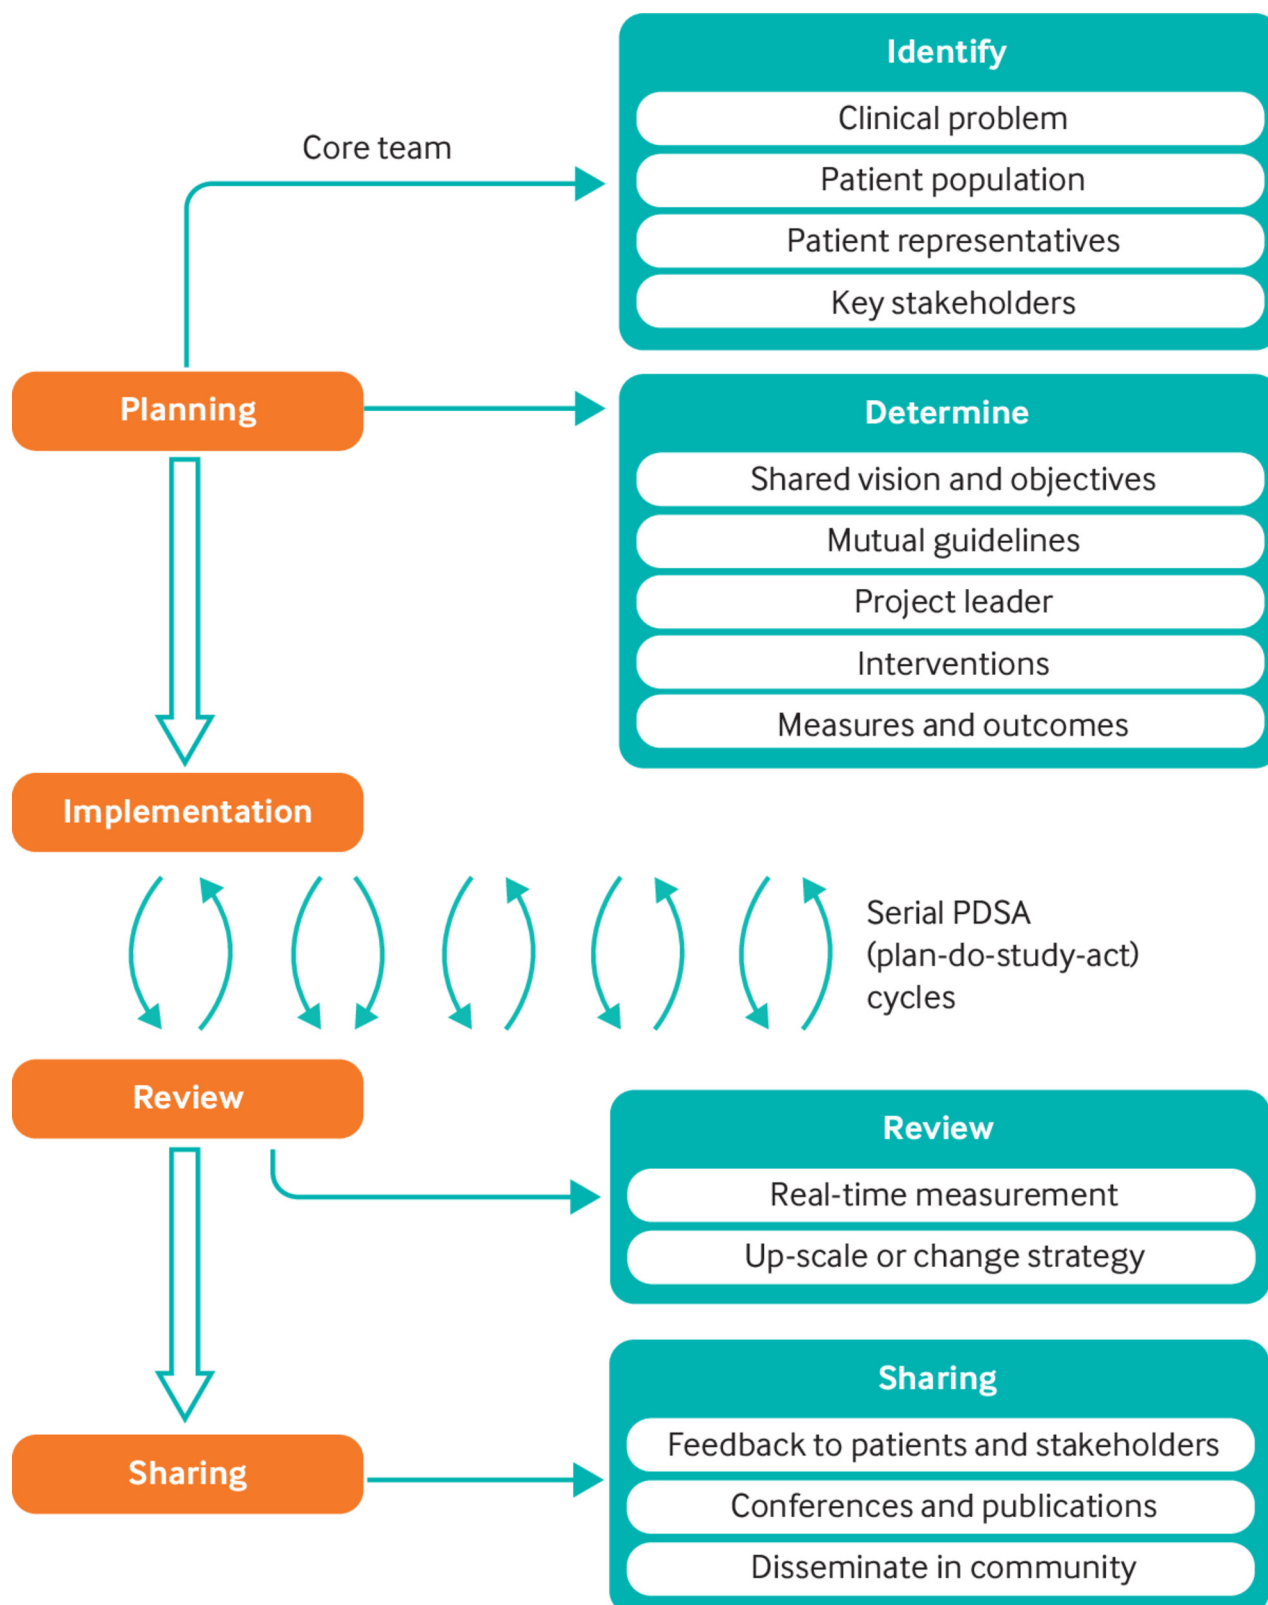 Core team
Identify
Clinical problem
Patient population
Patient representatives
Key stakeholders
Planning
Determine
Shared vision and objectives
Mutual guidelines
Project leader
Interventions
Measures and outcomes
Implementation
Serial PDSA
(plan-do-study-act)
cycles
Review
Review
Real-time measurement
Up-scale or change strategy
Sharing
Sharing
Feedback to patients and stakeholders
Conferences and publications
Disseminate in community